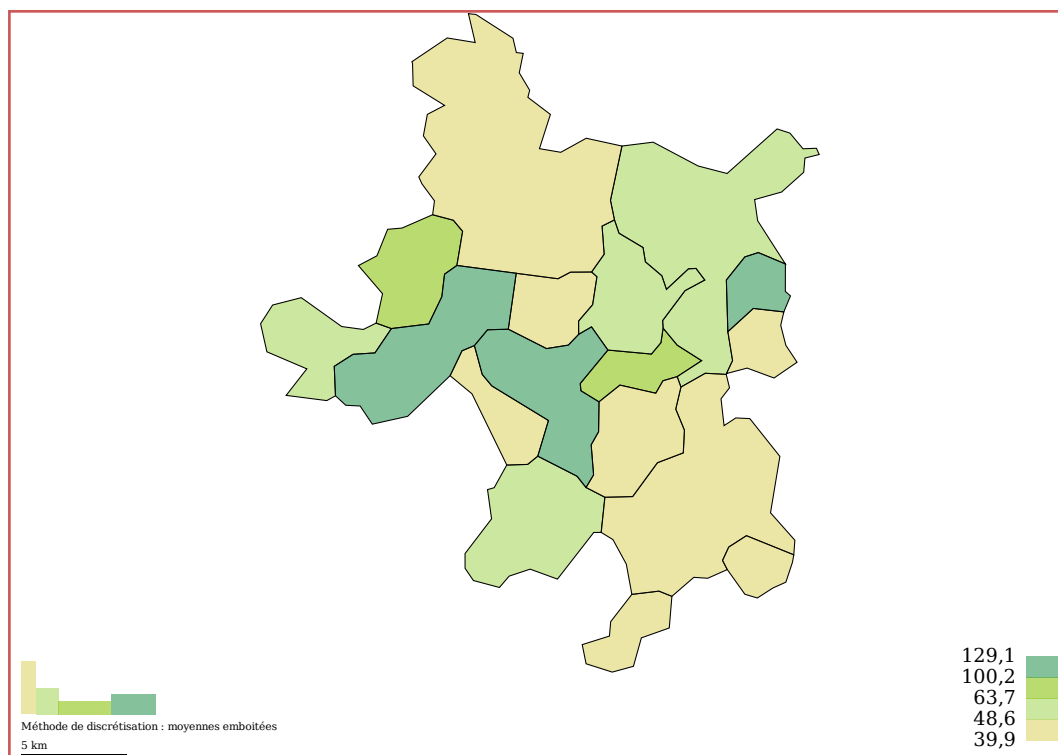 129,1
100,2
63,7
48,6
39,9
Méthode de discrétisation : moyennes emboitées
5 km